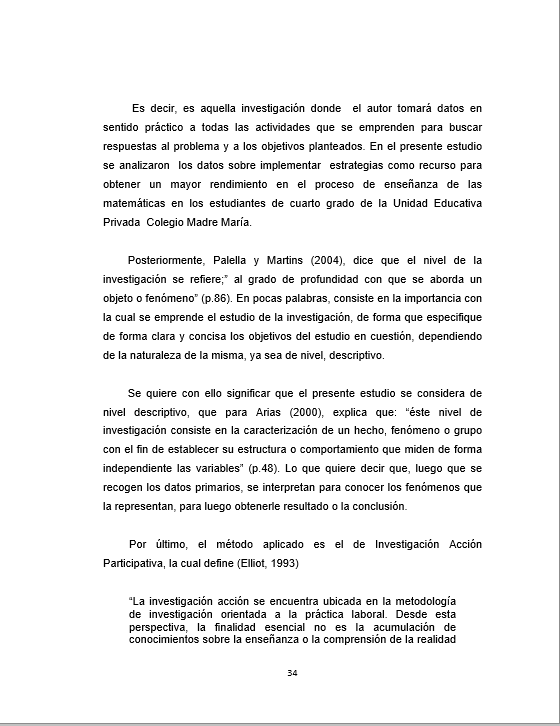 Es decir, es aquella investigación donde el autor tomará datos en
sentido práctico a todas las actividades que se emprenden para buscar
respuestas al problema y a los objetivos planteados. En el presente estudio
se analizaron los datos sobre implementar estrategias como recurso para
obtener un mayor rendimiento en el proceso de enseñanza de las
matemáticas en los estudiantes de cuarto grado de la Unidad Educativa
Privada Colegio Madre María.
Posteriormente, Palella y Martins (2004), dice que el nivel de la
investigación se refiere;” al grado de profundidad con que se aborda un
objeto o fenómeno” (p.86). En pocas palabras, consiste en la importancia con
la cual se emprende el estudio de la investigación, de forma que especifique
de forma clara y concisa los objetivos del estudio en cuestión, dependiendo
de la naturaleza de la misma, ya sea de nivel, descriptivo.
Se quiere con ello significar que el presente estudio se considera de
nivel descriptivo, que para Arias (2000), explica que: “éste nivel de
investigación consiste en la caracterización de un hecho, fenómeno o grupo
con el fin de establecer su estructura o comportamiento que miden de forma
independiente las variables” (p.48). Lo que quiere decir que, luego que se
recogen los datos primarios, se interpretan para conocer los fenómenos que
la representan, para luego obtenerle resultado o la conclusión.
Por último, el método aplicado es el de Investigación Acción
Participativa, la cual define (Elliot, 1993)
“La investigación acción se encuentra ubicada en la metodología
de investigación orientada a la práctica laboral. Desde esta
perspectiva, la finalidad esencial no es la acumulación de
conocimientos sobre la enseñanza o la comprensión de la realidad
34